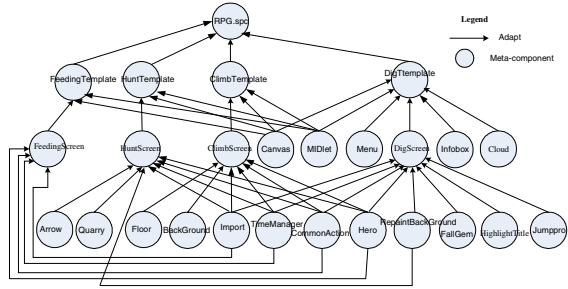 RPG.spc
Legend
Adapt
Meta-component
FeedingTemplate
HuntTemplate
ClimbTemplate
DigTtemplate
FeedingScreen
HuntScreen
ClimbScreen
Canvas
MIDlet
Menu
DigScreen
Infobox
Cloud
Arrow
Quarry
Floor
BackGround
Import
TimeManager
CommonAction
Hero
RepaintBackGround
FallGem
HighlightTitle
Jumppro